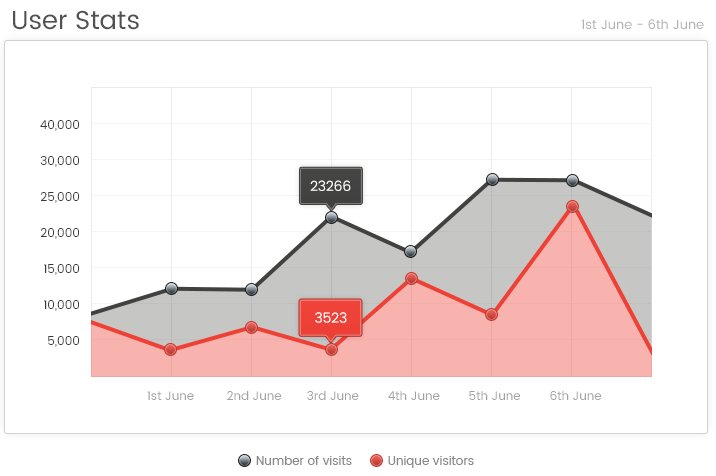 User Stats
1st June - 6th June
40,000
30,000
25,000
23266
20,000
15,000
10,000
3523
5,000
1st June 2nd June 3rd June 4th June 5th June 6th June
Number of visits Unique visitors